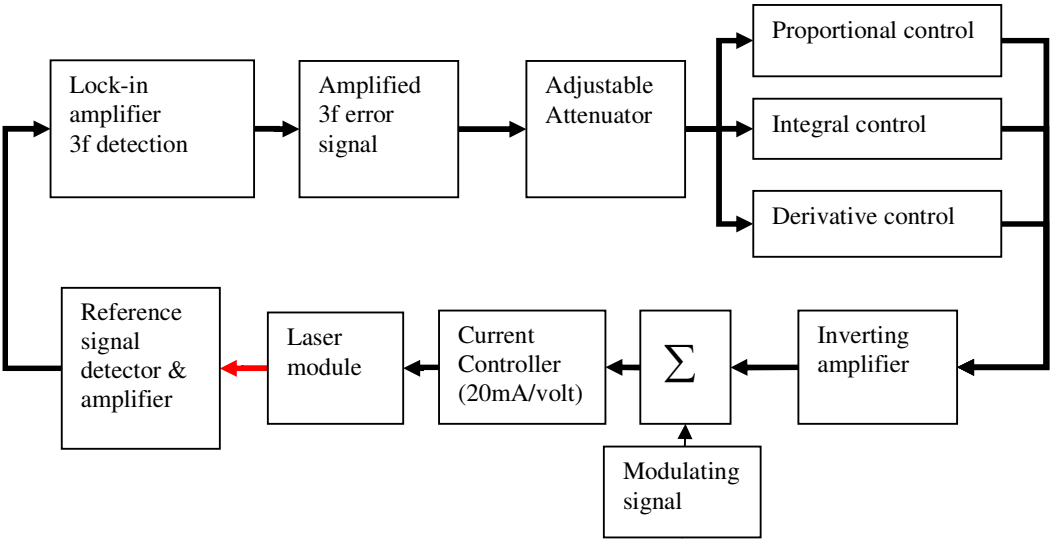 Lock-in
amplifier
3f detection
Amplified
3f error
signal
Adjustable
Attenuator
Proportional control
Integral control
Derivative control
Reference
signal
detector &
amplifier
Laser
module
Current
Controller
(20mA/volt)
∑
Inverting
amplifier
Modulating
signal